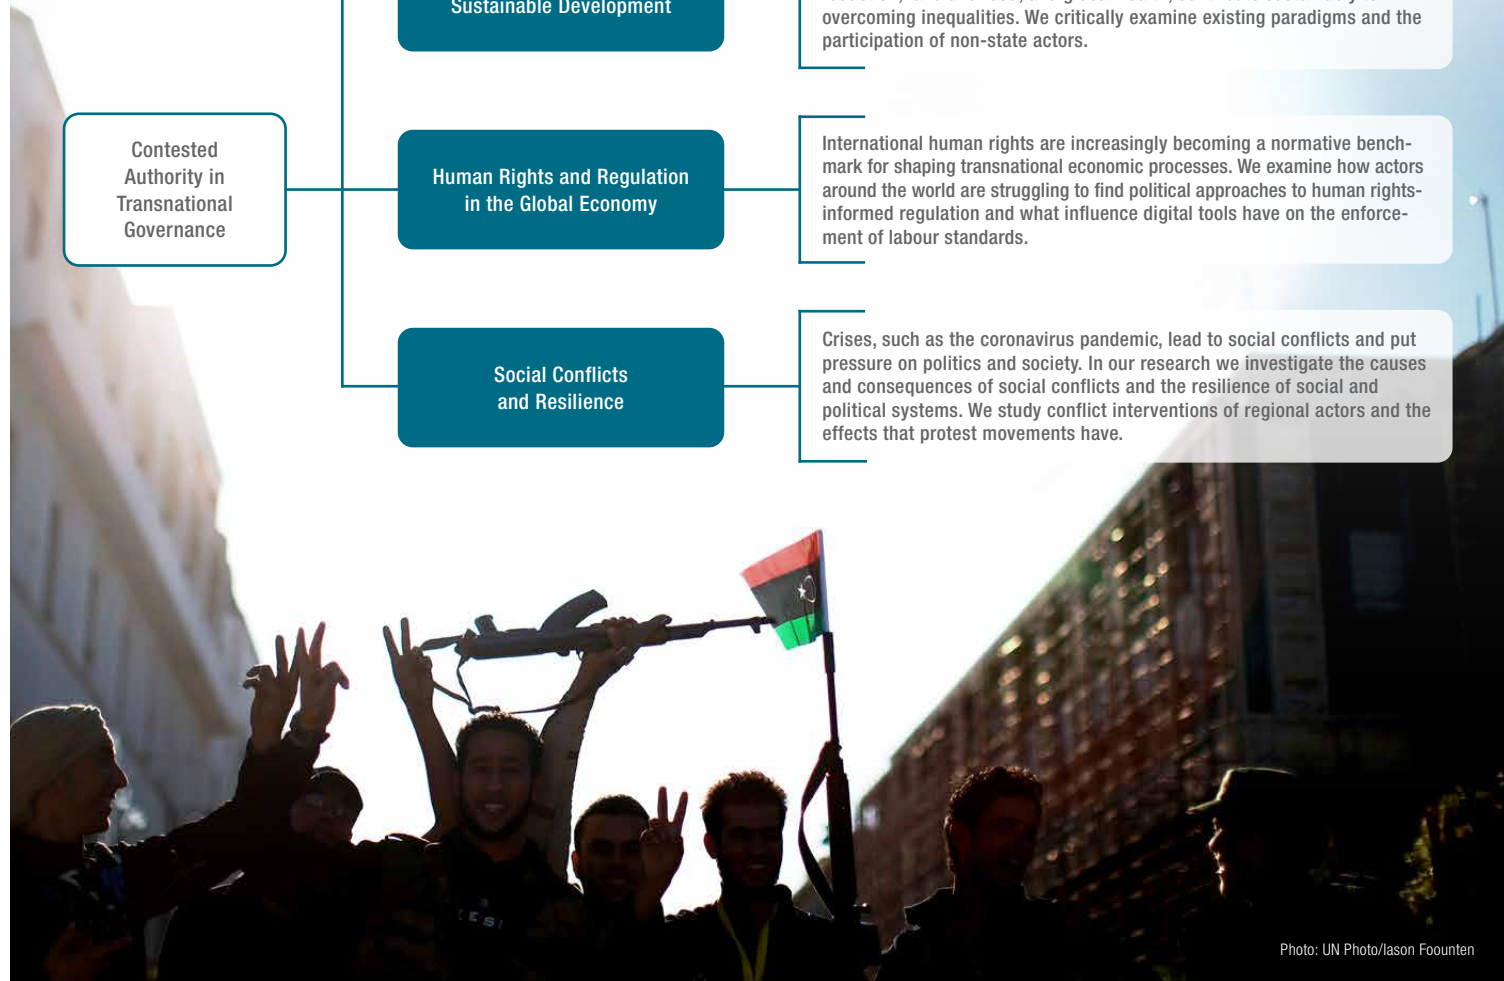 Sustainable Development
overcoming inequalities. We critically examine existing paradigms and the
participation of non-state actors.
Contested
Authority in
Transnational
Governance
Human Rights and Regulation
in the Global Economy
International human rights are increasingly becoming a normative bench-
mark for shaping transnational economic processes. We examine how actors
around the world are struggling to find political approaches to human rights-
informed regulation and what influence digital tools have on the enforce-
ment of labour standards.
Social Conflicts
and Resilience
Crises, such as the coronavirus pandemic, lead to social conflicts and put
pressure on politics and society. In our research we investigate the causes
and consequences of social conflicts and the resilience of social and
political systems. We study conflict interventions of regional actors and the
effects that protest movements have.
Photo: UN Photo/Iason Foounten